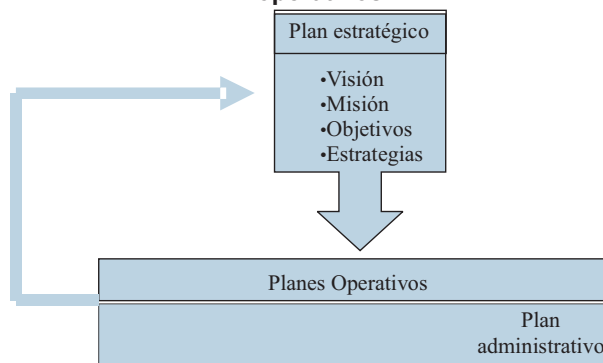 Plan estratégico
•Visión
•Misión
•Objetivos
•Estrategias
Planes Operativos
Plan
administrativo